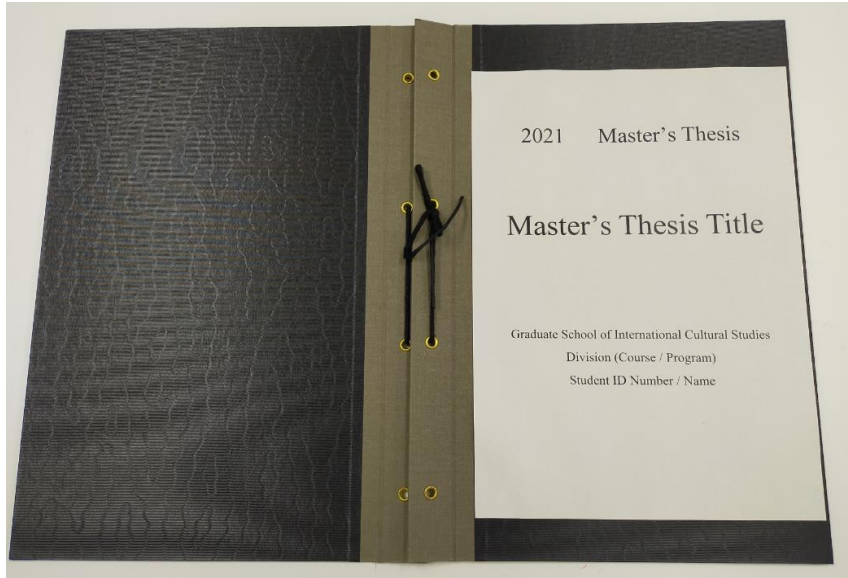 2021 Master's Thesis
Master's Thesis Title
Graduate School of International Cultural Studies
Division (Course / Program)
Student ID Number / Name